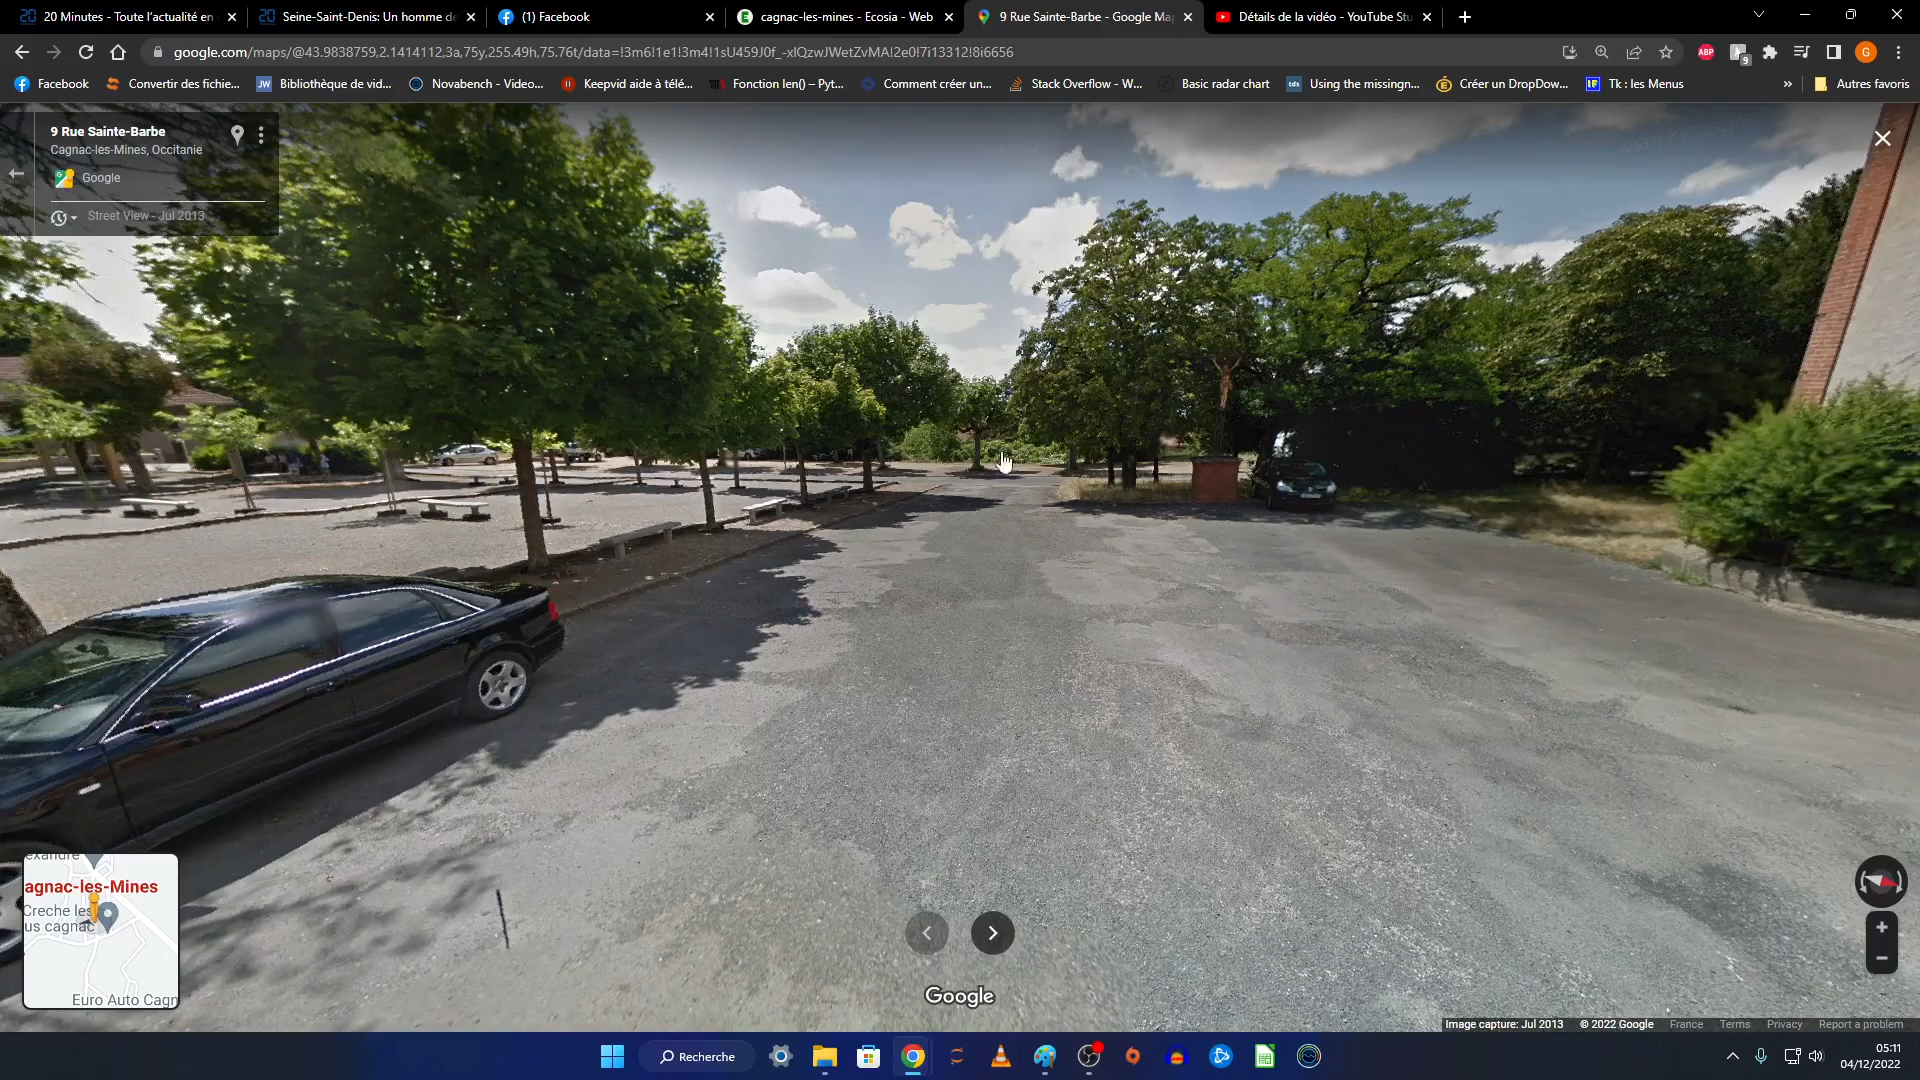 20 Minutes - Toute l'actualité en
Seine-Saint-Denis: Un homme de
(1) Facebook
cagnac-les-mines - Ecosia - Web
9 Rue Sainte-Barbe - Google Ma
Détails de la vidéo - YouTube Stu
google.com/maps/@43.9838759,2.1414112,3a,75y,255.49h,75.76t/data=!3m6!1e1!3m4!1sU459J0f_-xIQzwJWetZvMA!2e0!7i13312!8i6656
ABP
9
G
Facebook
Convertir des fichie...
JW
Bibliothèque de vid...
Novabench - Video...
Keepvid aide à télé...
Fonction len() – Pyt...
Comment créer un...
Stack Overflow - W...
Basic radar chart
tds
Using the missingn...
Créer un DropDow...
Tk : les Menus
»
Autres favoris
9 Rue Sainte-Barbe
Cagnac-les-Mines, Occitanie
Google
Street View - Jul 2013
exandre
agnac-les-Mines
Creche les
us cagnac
Euro Auto Cagn
Google
Image capture: Jul 2013
© 2022 Google
France
Terms
Privacy
Report a problem
Recherche
05:11
04/12/2022